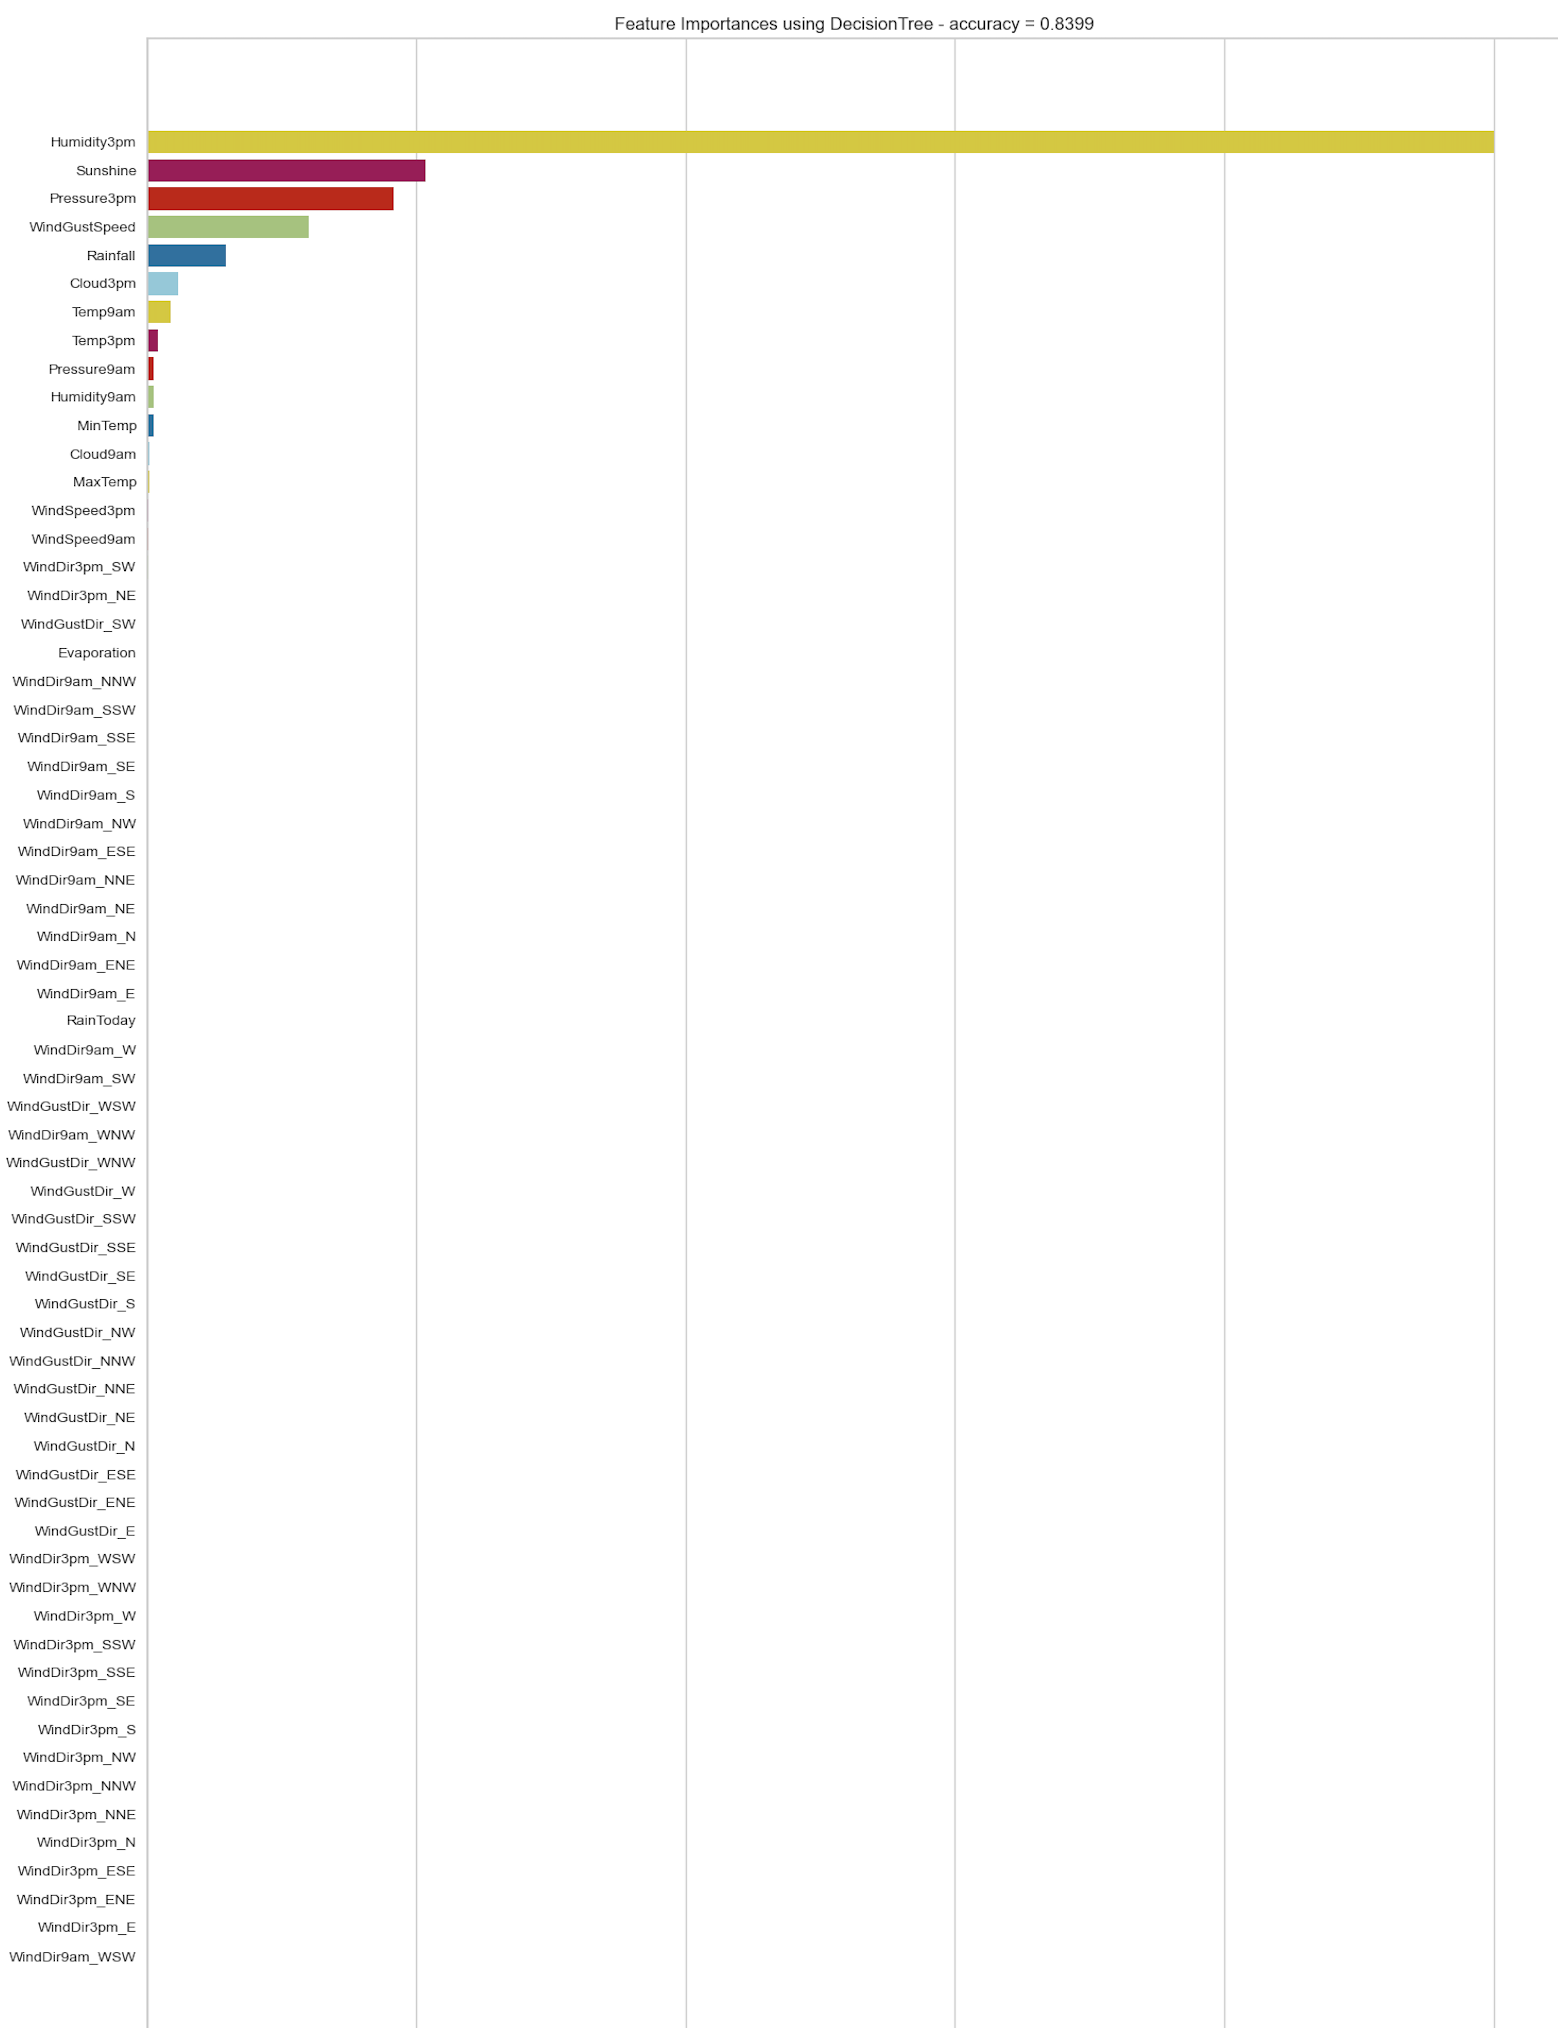 Feature Importances using DecisionTree - accuracy = 0.8399
Humidity3pm
Sunshine
Pressure3pm
WindGustSpeed
Rainfall
Cloud3pm
Temp9am
Temp3pm
Pressure9am
Humidity9am
MinTemp
Cloud9am
MaxTemp
WindSpeed3pm
WindSpeed9am
WindDir3pm_SW
WindDir3pm_NE
WindGustDir_SW
Evaporation
WindDir9am_NNW
WindDir9am_SSW
WindDir9am_SSE
WindDir9am_SE
WindDir9am_S
WindDir9am_NW
WindDir9am_ESE
WindDir9am_NNE
WindDir9am_NE
WindDir9am_N
WindDir9am_ENE
WindDir9am_E
RainToday
WindDir9am_W
WindDir9am_SW
WindGustDir_WSW
WindDir9am_WNW
WindGustDir_WNW
WindGustDir_W
WindGustDir_SSW
WindGustDir_SSE
WindGustDir_SE
WindGustDir_S
WindGustDir_NW
WindGustDir_NNW
WindGustDir_NNE
WindGustDir_NE
WindGustDir_N
WindGustDir_ESE
WindGustDir_ENE
WindGustDir_E
WindDir3pm_WSW
WindDir3pm_WNW
WindDir3pm_W
WindDir3pm_SSW
WindDir3pm_SSE
WindDir3pm_SE
WindDir3pm_S
WindDir3pm_NW
WindDir3pm_NNW
WindDir3pm_NNE
WindDir3pm_N
WindDir3pm_ESE
WindDir3pm_ENE
WindDir3pm_E
WindDir9am_WSW